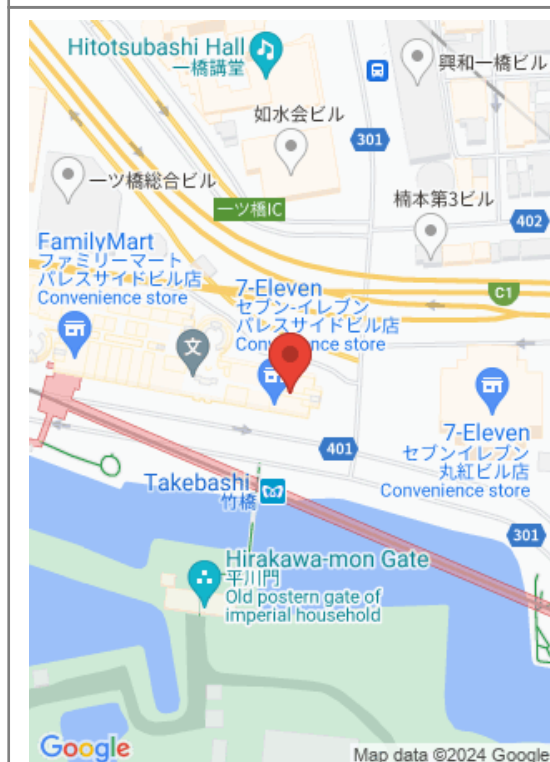 Hitotsubashi Hall
一橋講堂
興和一橋ビル
如水会ビル
301
一ツ橋総合ビル
一ツ橋IC
楠本第3ビル
402
FamilyMart
ファミリーマート
パレスサイドビル店
Convenience store
7-Eleven
セブン-イレブン
パレスサイドビル店
Convenience store
C1
文
401
7-Eleven
セブンイレブン
丸紅ビル店
Convenience store
Takebashi
竹橋
301
Hirakawa-mon Gate
平川門
Old postern gate of
imperial household
Google
Map data ©2024 Google